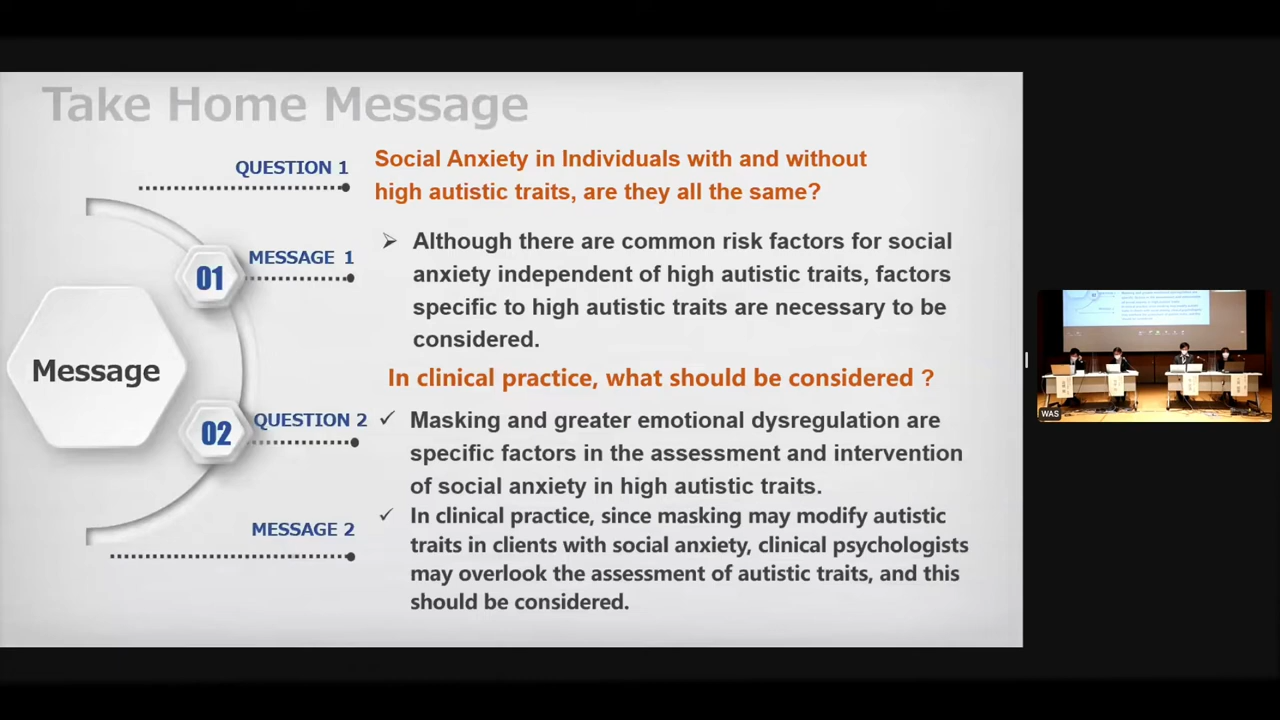 Take Home Message
QUESTION 1
Social Anxiety in Individuals with and without
high autistic traits, are they all the same?
MESSAGE 1
01
Although there are common risk factors for social
anxiety independent of high autistic traits, factors
specific to high autistic traits are necessary to be
considered.
Message
In clinical practice, what should be considered ?
QUESTION 2
02
Masking and greater emotional dysregulation are
specific factors in the assessment and intervention
of social anxiety in high autistic traits.
MESSAGE 2
In clinical practice, since masking may modify autistic
traits in clients with social anxiety, clinical psychologists
may overlook the assessment of autistic traits, and this
should be considered.
WAS